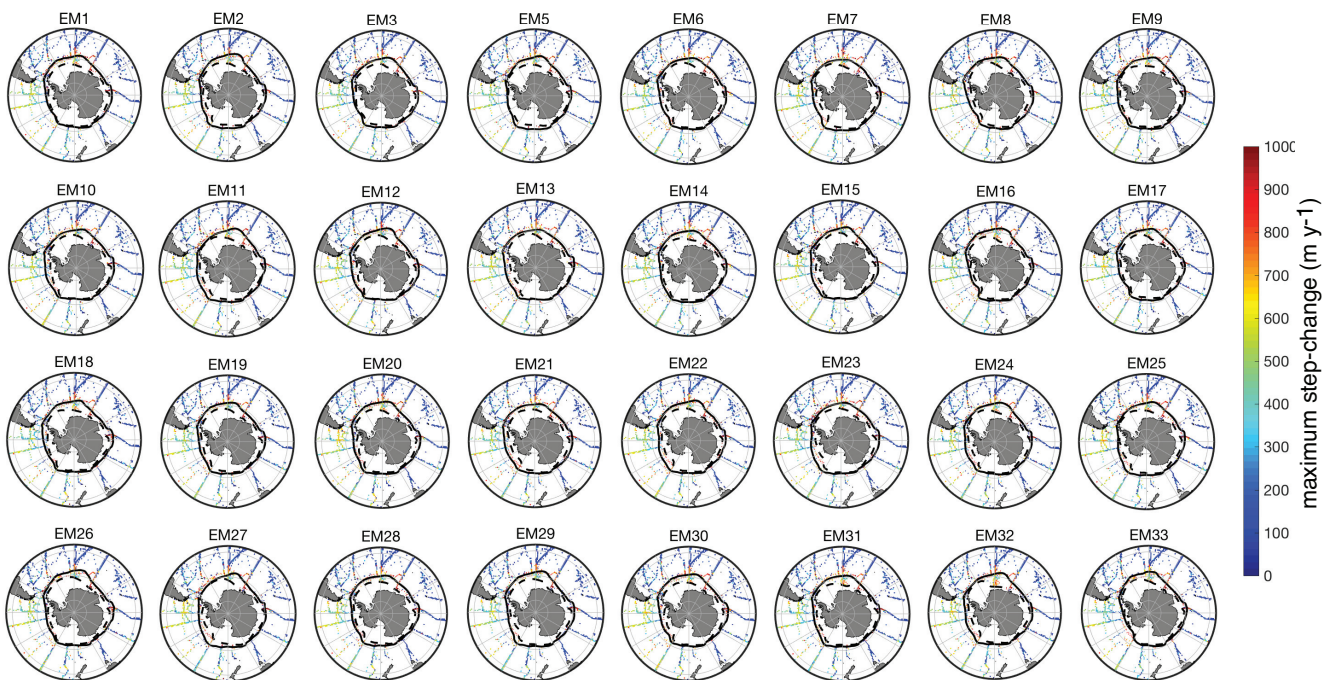 EM1 EM2 EM3 EM5 EM6 EM7 EM8 EM9
EM10 EM11 EM12 EM13 EM14 EM15 EM16 EM17
EM18 EM19 EM20 EM21 EM22 EM23 EM24 EM25
EM26 EM27 EM28 EM29 EM30 EM31 EM32 EM33
1000
900
800
700
600
500
400
300
200
100
0
maximum step-change (m y-1)